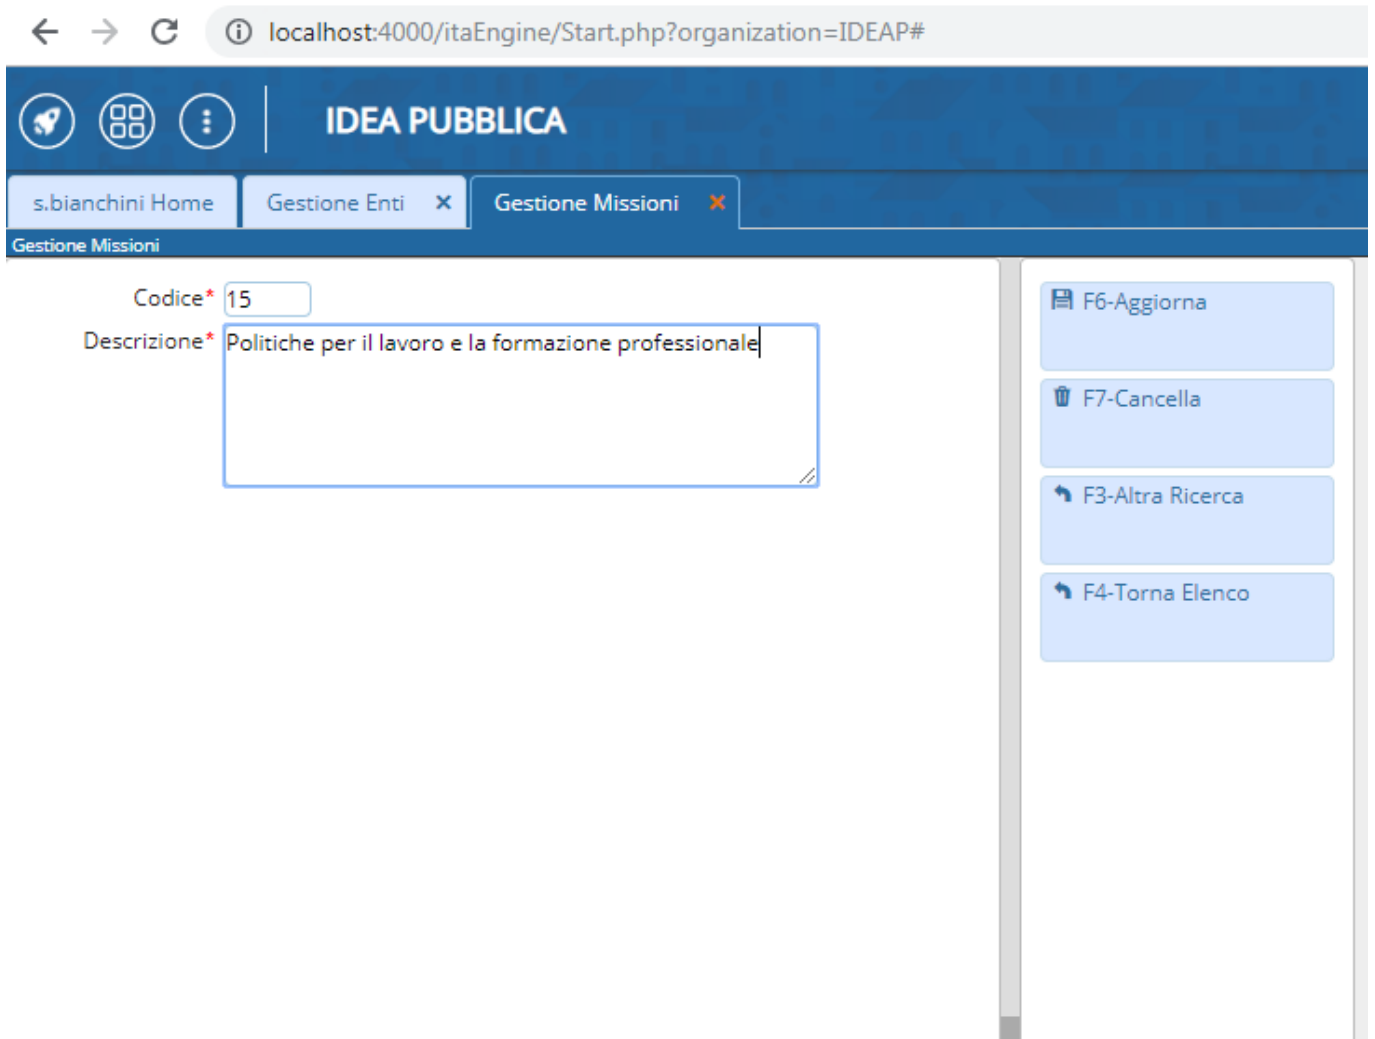 localhost:4000/itaEngine/Start.php?organization=IDEAP#
IDEA PUBBLICA
s.bianchini Home
Gestione Enti
Gestione Missioni
Gestione Missioni
Codice* 15
Descrizione* Politiche per il lavoro e la formazione professionale
F6-Aggiorna
F7-Cancella
F3-Altra Ricerca
F4-Torna Elenco